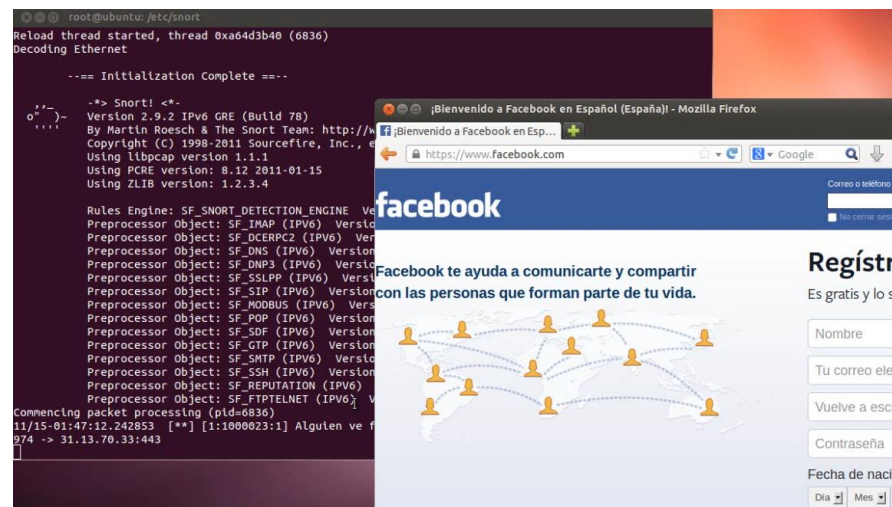 root@ubuntu: /etc/snort
Reload thread started, thread 0xa64d3b40 (6836)
Decoding Ethernet
--== Initialization Complete ==--
,,_ -*> Snort! <*-
o" )~ Version 2.9.2 IPv6 GRE (Build 78)
'''' By Martin Roesch & The Snort Team: http://w
Copyright (C) 1998-2011 Sourcefire, Inc., e
Using libpcap version 1.1.1
Using PCRE version: 8.12 2011-01-15
Using ZLIB version: 1.2.3.4
Rules Engine: SF_SNORT_DETECTION_ENGINE Ve
Preprocessor Object: SF_IMAP (IPV6) Versio
Preprocessor Object: SF_DCERPC2 (IPV6) Ver
Preprocessor Object: SF_DNS (IPV6) Version
Preprocessor Object: SF_DNP3 (IPV6) Versio
Preprocessor Object: SF_SSLPP (IPV6) Versi
Preprocessor Object: SF_SIP (IPV6) Version
Preprocessor Object: SF_MODBUS (IPV6) Vers
Preprocessor Object: SF_POP (IPV6) Version
Preprocessor Object: SF_SDF (IPV6) Version
Preprocessor Object: SF_GTP (IPV6) Version
Preprocessor Object: SF_SMTP (IPV6) Versio
Preprocessor Object: SF_SSH (IPV6) Version
Preprocessor Object: SF_REPUTATION (IPV6)
Preprocessor Object: SF_FTPTELNET (IPV6) V
Commencing packet processing (pid=6836)
11/15-01:47:12.242853 [**] [1:1000023:1] Alguien ve f
974 -> 31.13.70.33:443
¡Bienvenido a Facebook en Español (España)! - Mozilla Firefox
¡Bienvenido a Facebook en Esp...
https://www.facebook.com
Google
Correo o teléfono
facebook
No cerrar sesi
Facebook te ayuda a comunicarte y compartir
con las personas que forman parte de tu vida.
Regístr
Es gratis y lo s
Nombre
Tu correo ele
Vuelve a esc
Contraseña
Fecha de naci
Día Mes